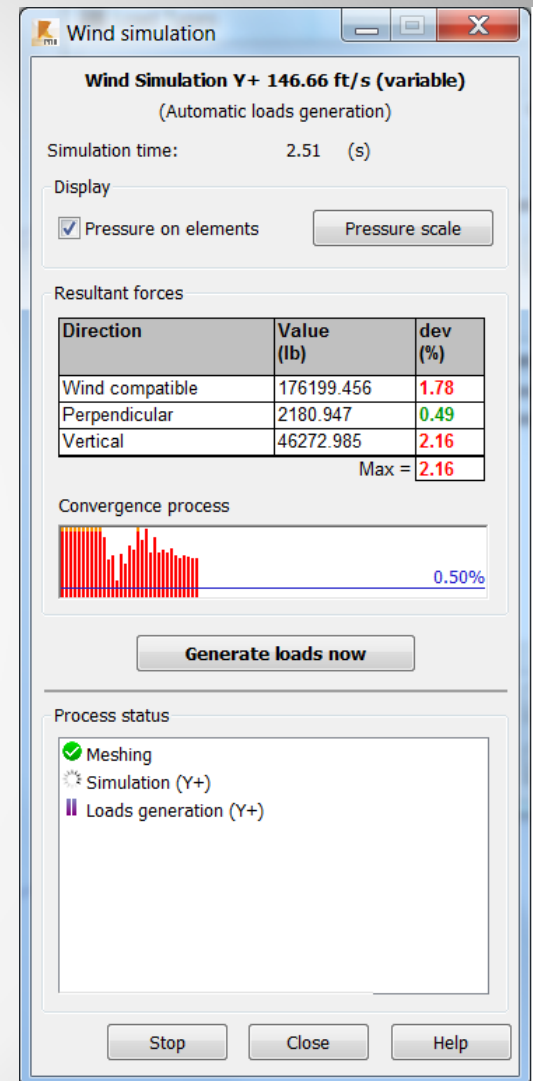 Wind simulation
Wind Simulation Y+ 146.66 ft/s (variable)
(Automatic loads generation)
Simulation time: 2.51 (s)
Display
Pressure on elements Pressure scale
Resultant forces
Direction Value (lb) dev (%)
Wind compatible 176199.456 1.78
Perpendicular 2180.947 0.49
Vertical 46272.985 2.16
Max = 2.16
Convergence process
0.50%
Generate loads now
Process status
Meshing
Simulation (Y+)
Loads generation (Y+)
Stop Close Help